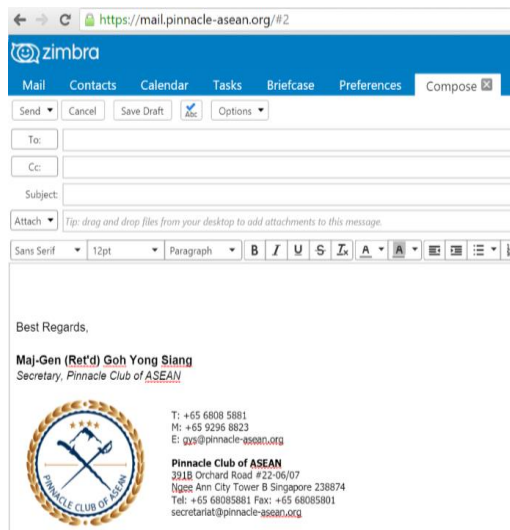 https://mail.pinnacle-asean.org/#2
zimbra
Mail Contacts Calendar Tasks Briefcase Preferences Compose
Send Cancel Save Draft Abc Options
To:
Cc:
Subject:
Attach Tip: drag and drop files from your desktop to add attachments to this message.
Sans Serif 12pt Paragraph B I U S Tx A A
Best Regards,
Maj-Gen (Ret'd) Goh Yong Siang
Secretary, Pinnacle Club of ASEAN
PINNACLE CLUB OF ASEAN
T: +65 6808 5881
M: +65 9296 8823
E: gys@pinnacle-asean.org
Pinnacle Club of ASEAN
391B Orchard Road #22-06/07
Ngee Ann City Tower B Singapore 238874
Tel: +65 68085881 Fax: +68 68085801
secretariat@pinnacle-asean.org